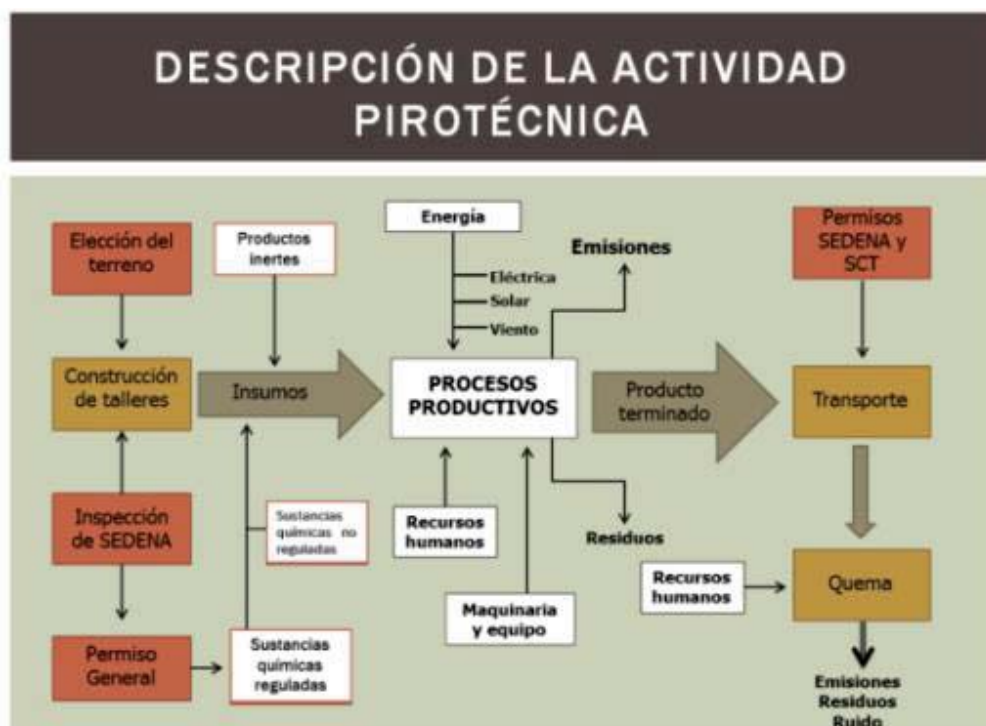 DESCRIPCIÓN DE LA ACTIVIDAD
PIROTÉCNICA
Elección del
terreno
Productos
inertes
Energía
Eléctrica
Solar
Viento
Emisiones
Permisos
SEDENA y
SCT
Construcción
de talleres
Insumos
PROCESOS
PRODUCTIVOS
Producto
terminado
Transporte
Inspección
de SEDENA
Sustancias
químicas no
reguladas
Recursos
humanos
Residuos
Maquinaria
y equipo
Recursos
humanos
Quema
Permiso
General
Sustancias
químicas
reguladas
Emisiones
Residuos
Ruido